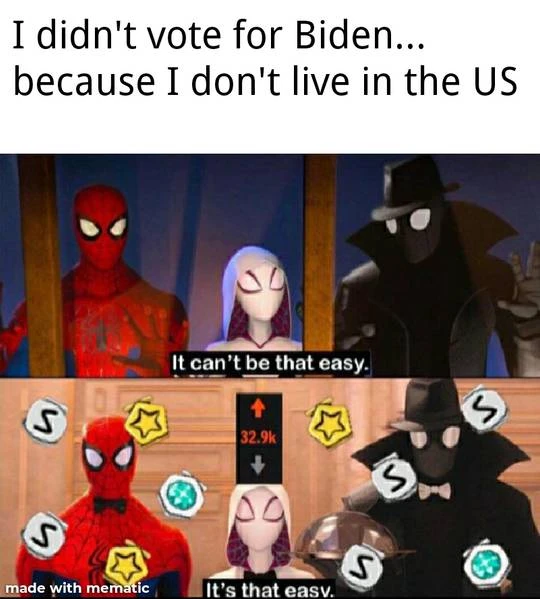 I didn't vote for Biden...
because I don't live in the US
It can't be that easy.
32.9k
S
S
S
S
S
made with mematic
It's that easy.